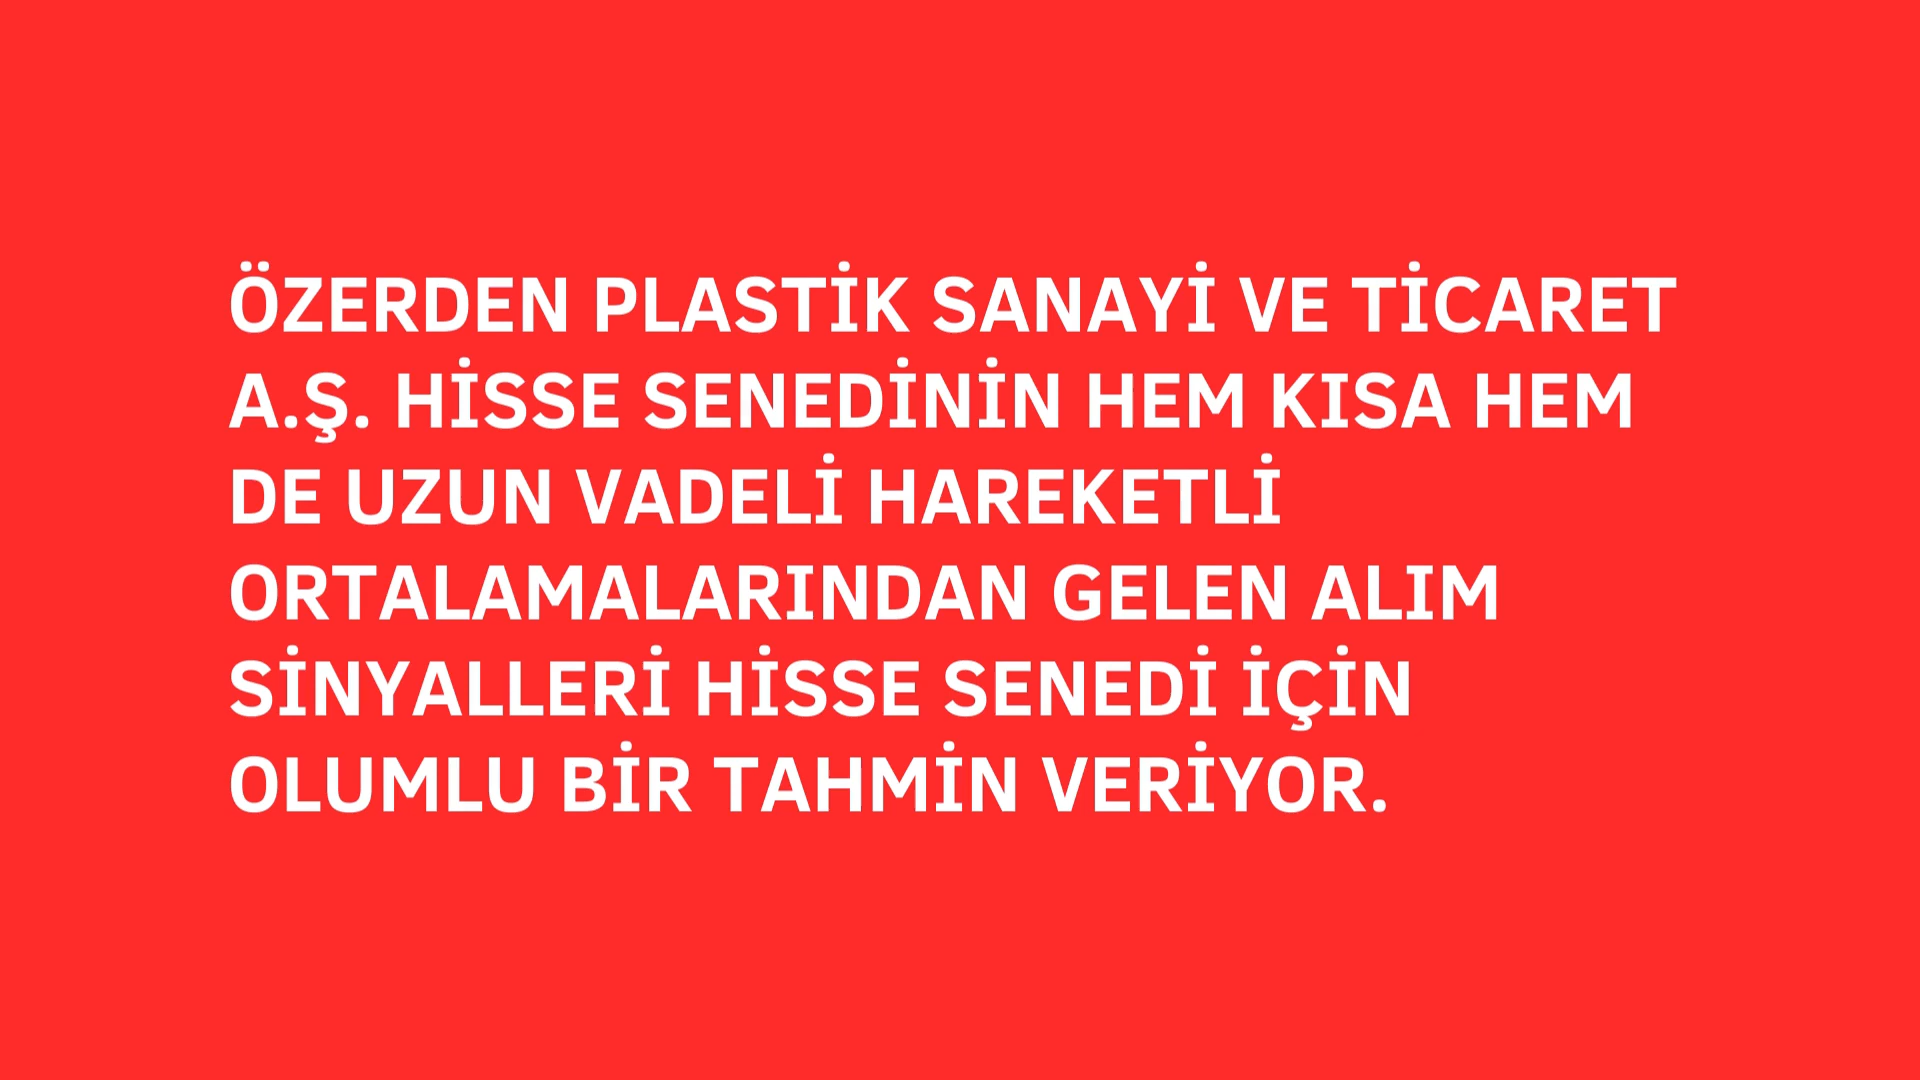 ÖZERDEN PLASTİK SANAYİ VE TİCARET
A.Ş. HİSSE SENEDİNİN HEM KISA HEM
DE UZUN VADELİ HAREKETLİ
ORTALAMALARINDAN GELEN ALIM
SİNYALLERİ HİSSE SENEDİ İÇİN
OLUMLU BİR TAHMİN VERİYOR.